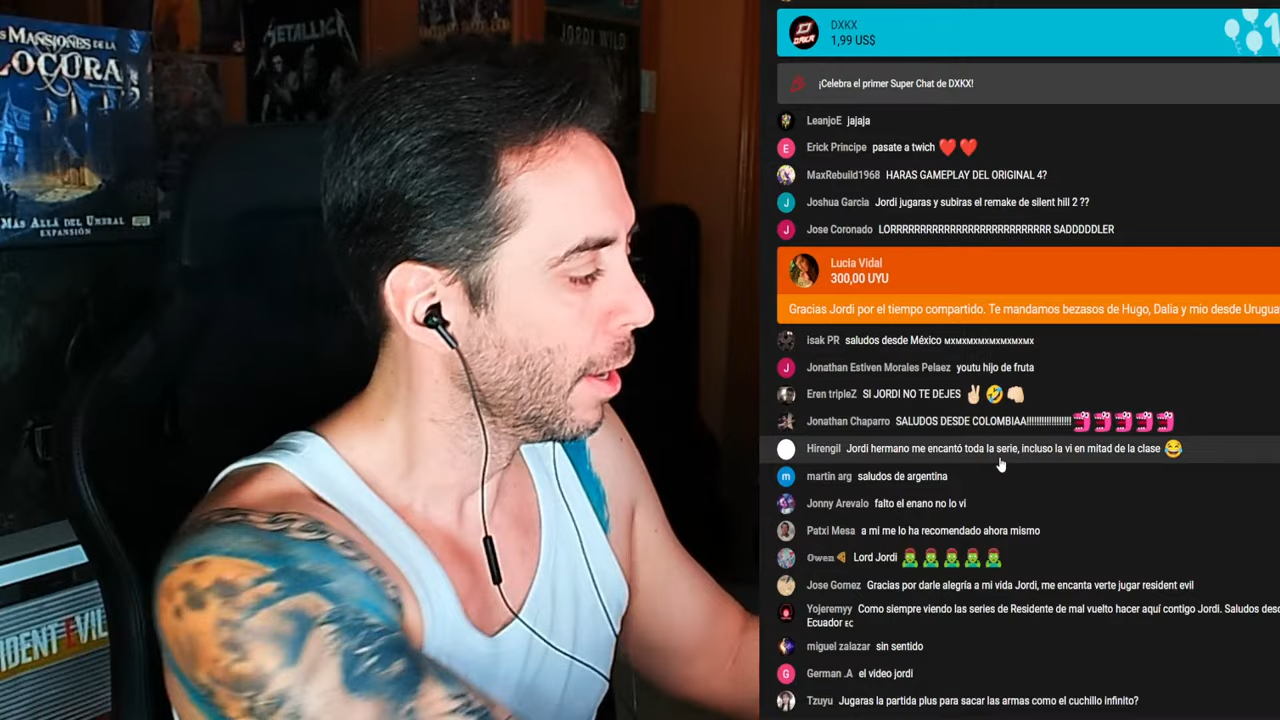 METALLICA
JORDI WILD
S MANSIONES DE LA
LOCURA
MÁS ALLÁ DEL UMBRAL
EXPANSIÓN
IDENT EVIL
DXKX
1,99 US$
¡Celebra el primer Super Chat de DXKX!
LeanjoE jajaja
E Erick Principe pasate a twich ❤️❤️
MaxRebuild1968 HARAS GAMEPLAY DEL ORIGINAL 4?
J Joshua Garcia Jordi jugaras y subiras el remake de silent hill 2 ??
J Jose Coronado LORRRRRRRRRRRRRRRRRRRRRRRRRR SADDDDDLER
Lucia Vidal
300,00 UYU
Gracias Jordi por el tiempo compartido. Te mandamos bezasos de Hugo, Dalia y mio desde Urugua
isak PR saludos desde México MXMXMXMXMXMXMXMX
J Jonathan Estiven Morales Pelaez youtu hijo de fruta
Eren tripleZ SI JORDI NO TE DEJES ✌🏻🤣👊🏻
Jonathan Chaparro SALUDOS DESDE COLOMBIAA!!!!!!!!!!!!!!!!!!
Hirengil Jordi hermano me encantó toda la serie, incluso la vi en mitad de la clase 😂
m martin arg saludos de argentina
Jonny Arevalo falto el enano no lo vi
Patxi Mesa a mi me lo ha recomendado ahora mismo
Owen🍕 Lord Jordi 🧟‍♂️🧟‍♂️🧟‍♂️🧟‍♂️🧟‍♂️
Jose Gomez Gracias por darle alegría a mi vida Jordi, me encanta verte jugar resident evil
Yojeremyy Como siempre viendo las series de Residente de mal vuelto hacer aquí contigo Jordi. Saludos desd
Ecuador EC
miguel zalazar sin sentido
G German .A el video jordi
Tzuyu Jugaras la partida plus para sacar las armas como el cuchillo infinito?